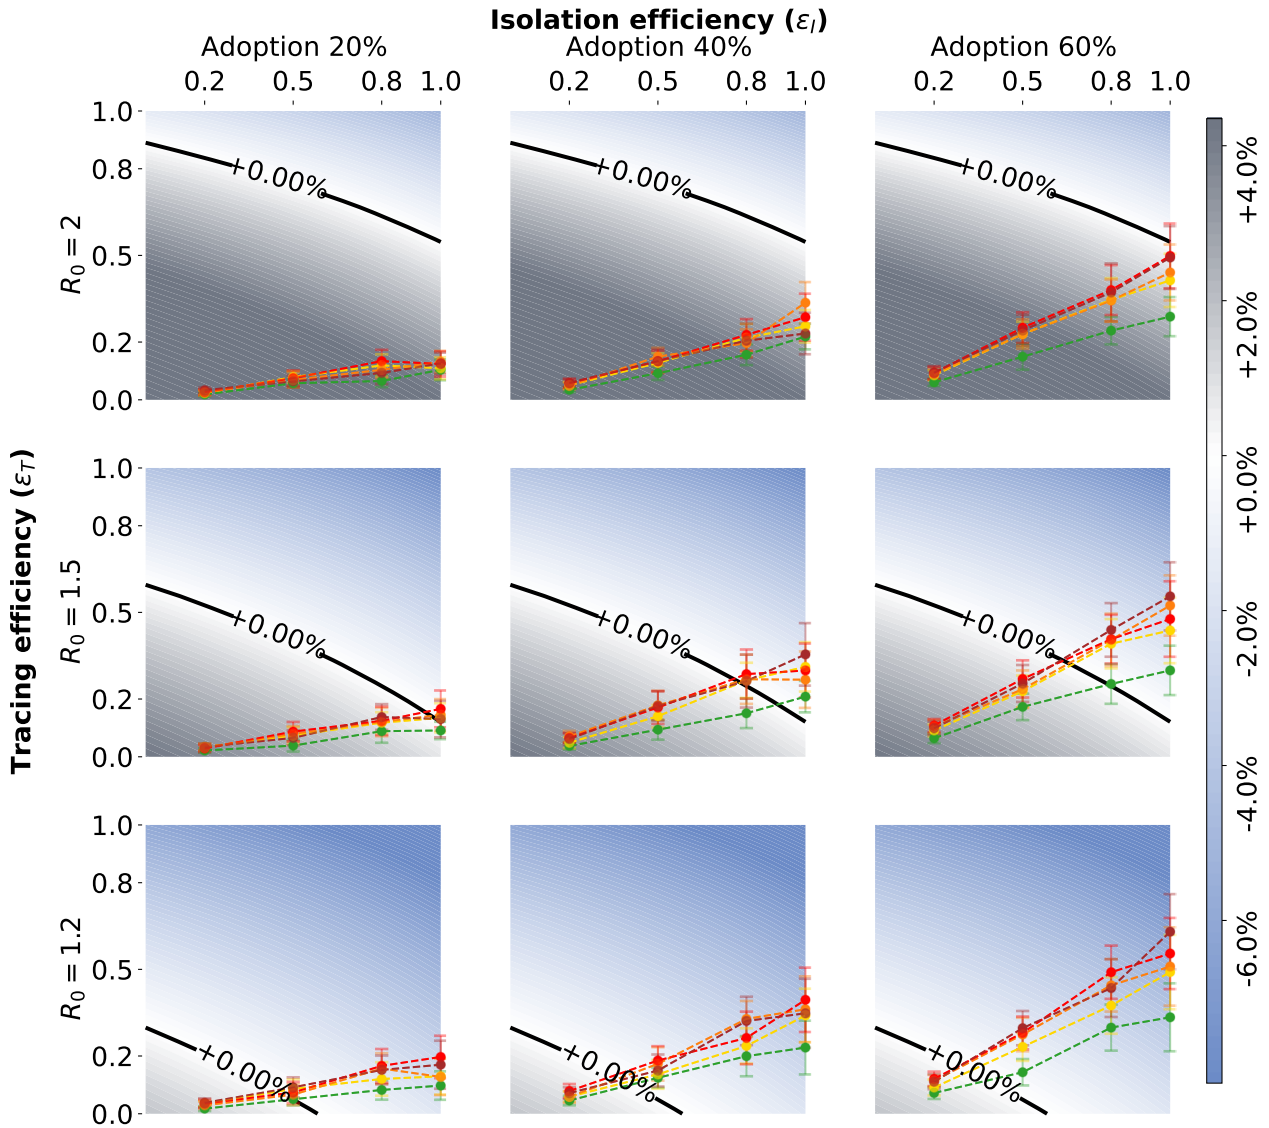 Isolation efficiency (ε_I)
Adoption 20% Adoption 40% Adoption 60%
0.2 0.5 0.8 1.0 0.2 0.5 0.8 1.0 0.2 0.5 0.8 1.0
R_0 = 2
1.0
0.8
0.5
0.2
0.0
+0.00% +0.00% +0.00%
Tracing efficiency (ε_T)
R_0 = 1.5
1.0
0.8
0.5
0.2
0.0
+0.00% +0.00% +0.00%
R_0 = 1.2
1.0
0.8
0.5
0.2
0.0
+0.00% +0.00% +0.00%
+4.0%
+2.0%
+0.0%
-2.0%
-4.0%
-6.0%